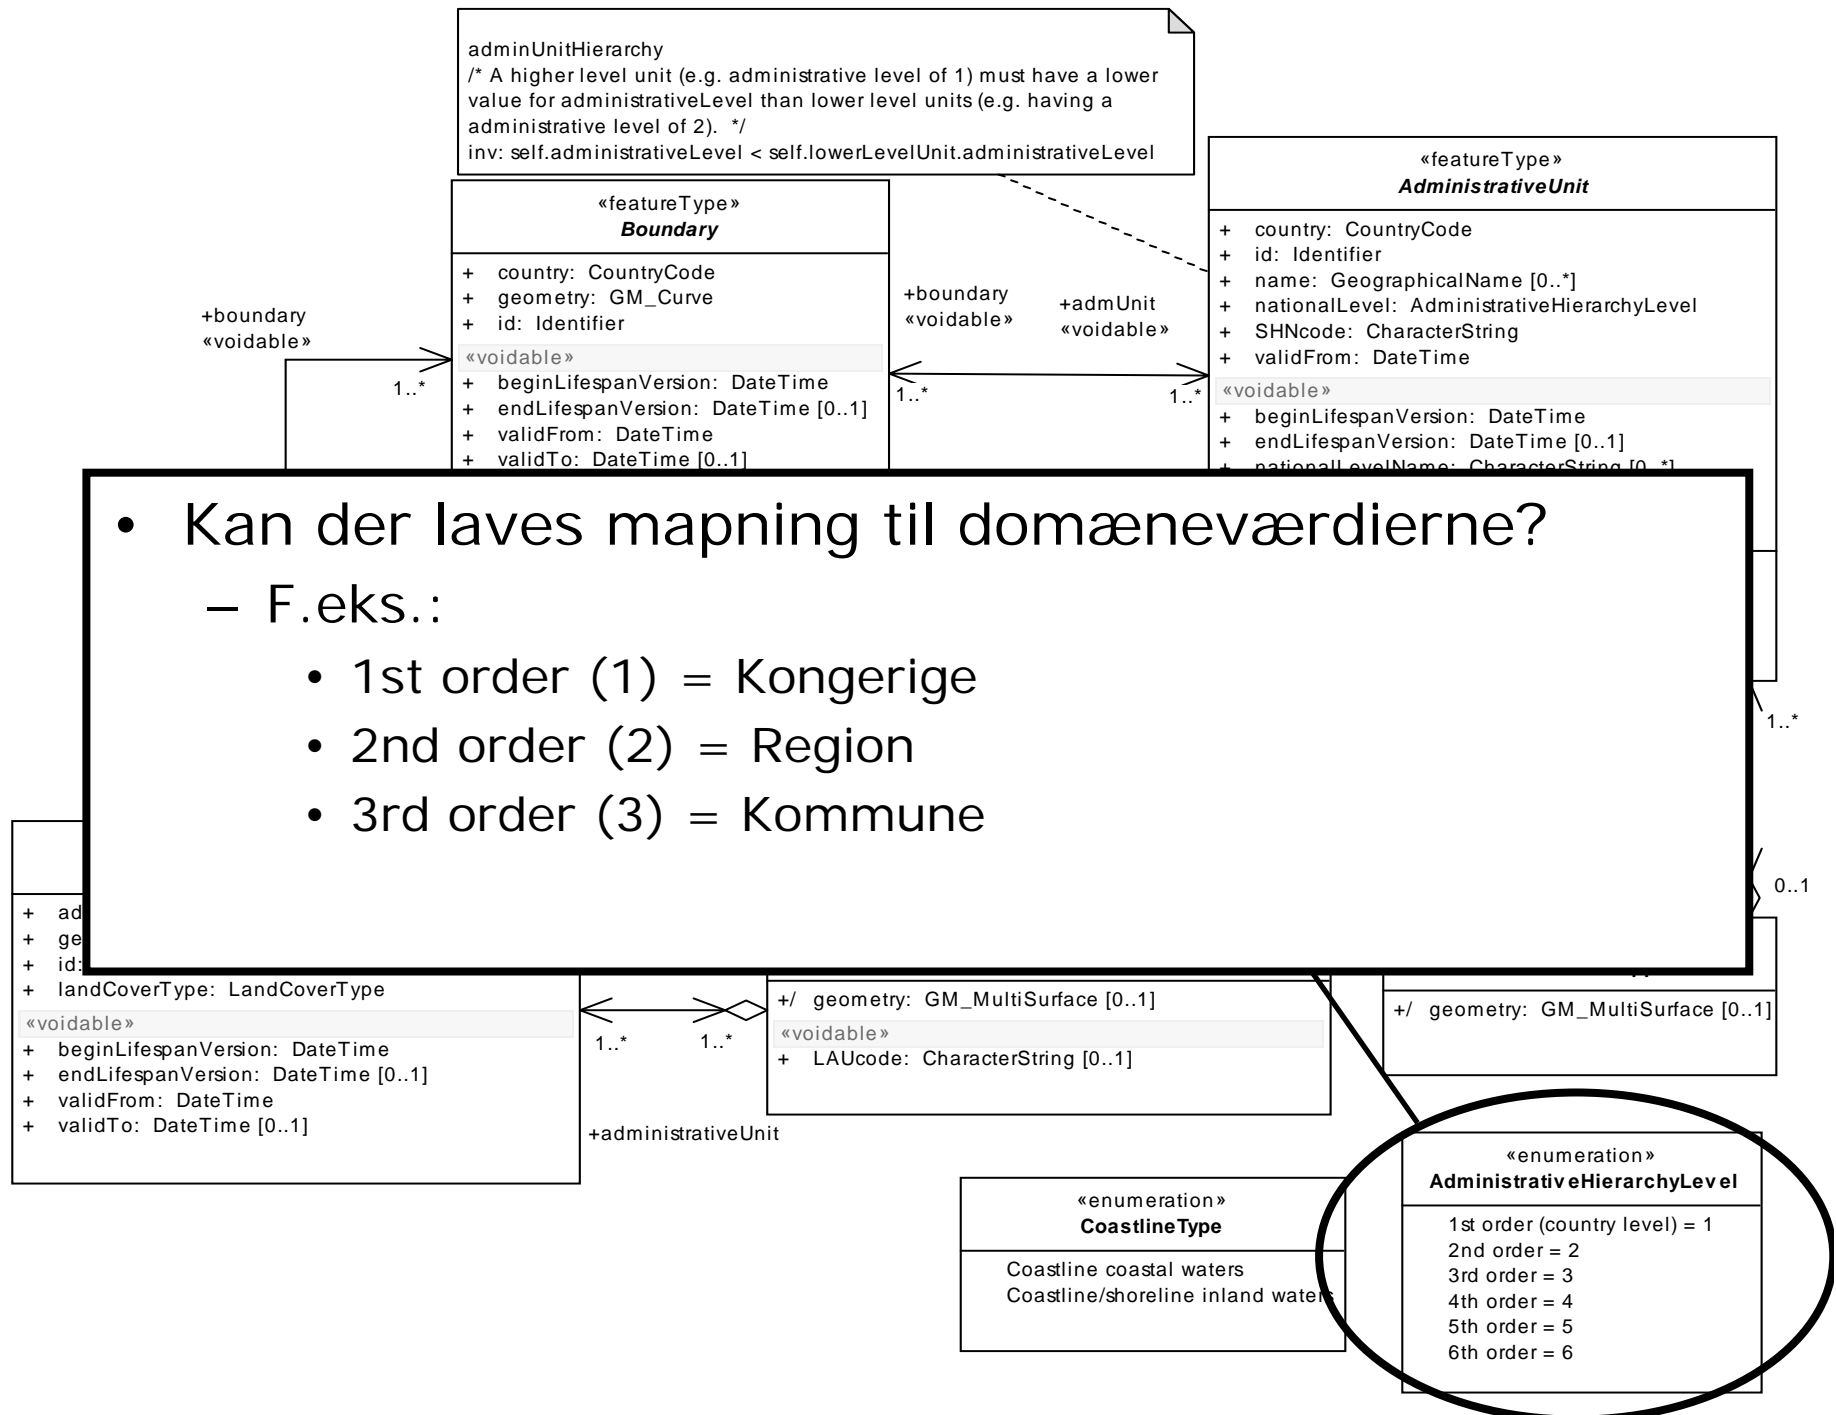 adminUnitHierarchy
/* A higher level unit (e.g. administrative level of 1) must have a lower
value for administrativeLevel than lower level units (e.g. having a
administrative level of 2).  */
inv: self.administrativeLevel < self.lowerLevelUnit.administrativeLevel
«featureType»
Boundary
+ country: CountryCode
+ geometry: GM_Curve
+ id: Identifier
«voidable»
+ beginLifespanVersion: DateTime
+ endLifespanVersion: DateTime [0..1]
+ validFrom: DateTime
+ validTo: DateTime [0..1]
+boundary
«voidable»
1..*
+boundary
«voidable»
1..*
+admUnit
«voidable»
1..*
«featureType»
AdministrativeUnit
+ country: CountryCode
+ id: Identifier
+ name: GeographicalName [0..*]
+ nationalLevel: AdministrativeHierarchyLevel
+ SHNcode: CharacterString
+ validFrom: DateTime
«voidable»
+ beginLifespanVersion: DateTime
+ endLifespanVersion: DateTime [0..1]
+ nationalLevelName: CharacterString [0..*]
• Kan der laves mapning til domæneværdierne?
– F.eks.:
• 1st order (1) = Kongerige
• 2nd order (2) = Region
• 3rd order (3) = Kommune
1..*
0..1
+ ad
+ ge
+ id:
+ landCoverType: LandCoverType
«voidable»
+ beginLifespanVersion: DateTime
+ endLifespanVersion: DateTime [0..1]
+ validFrom: DateTime
+ validTo: DateTime [0..1]
1..*
1..*
+administrativeUnit
+/ geometry: GM_MultiSurface [0..1]
«voidable»
+ LAUcode: CharacterString [0..1]
+/ geometry: GM_MultiSurface [0..1]
«enumeration»
CoastlineType
Coastline coastal waters
Coastline/shoreline inland waters
«enumeration»
AdministrativeHierarchyLevel
1st order (country level) = 1
2nd order = 2
3rd order = 3
4th order = 4
5th order = 5
6th order = 6